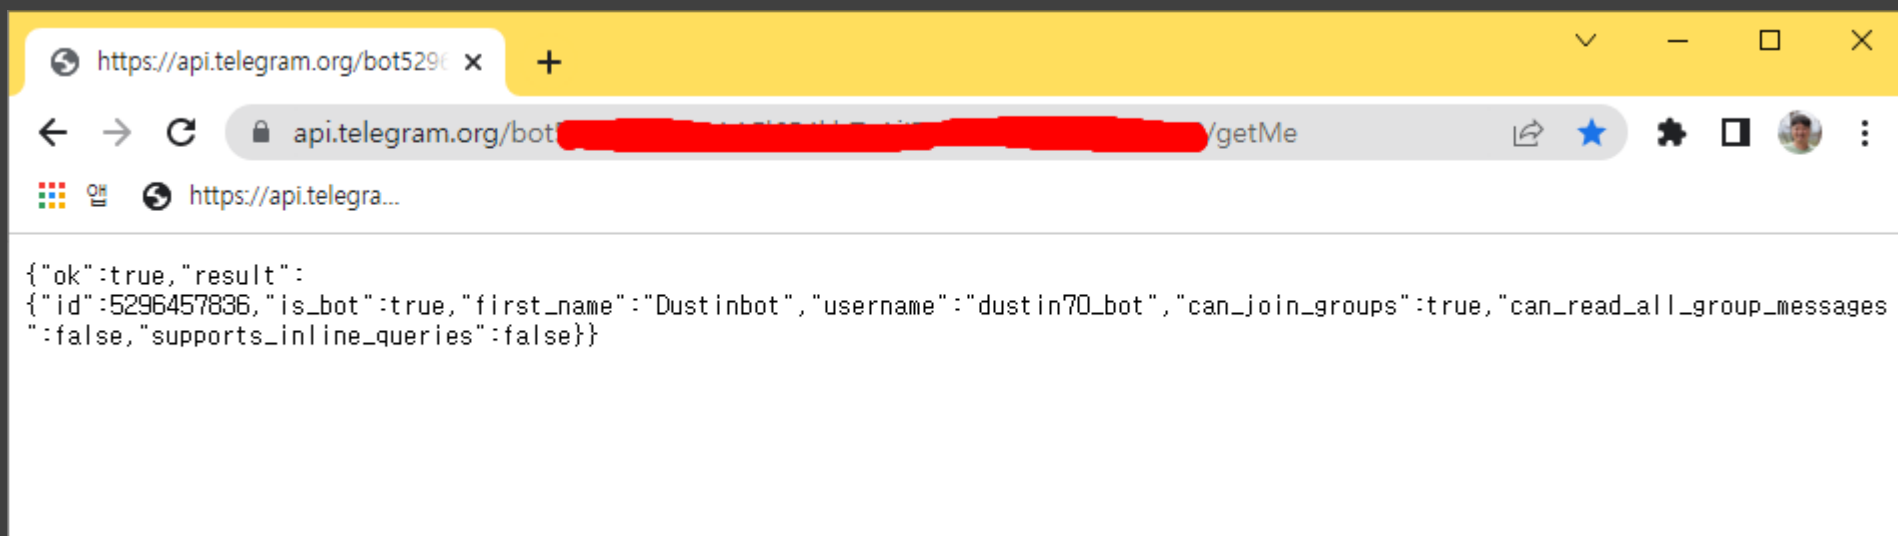 https://api.telegram.org/bot5296
api.telegram.org/bot /getMe
앱 https://api.telegra...
{"ok":true,"result":
{"id":5296457836,"is_bot":true,"first_name":"Dustinbot","username":"dustin70_bot","can_join_groups":true,"can_read_all_group_messages
":false,"supports_inline_queries":false}}